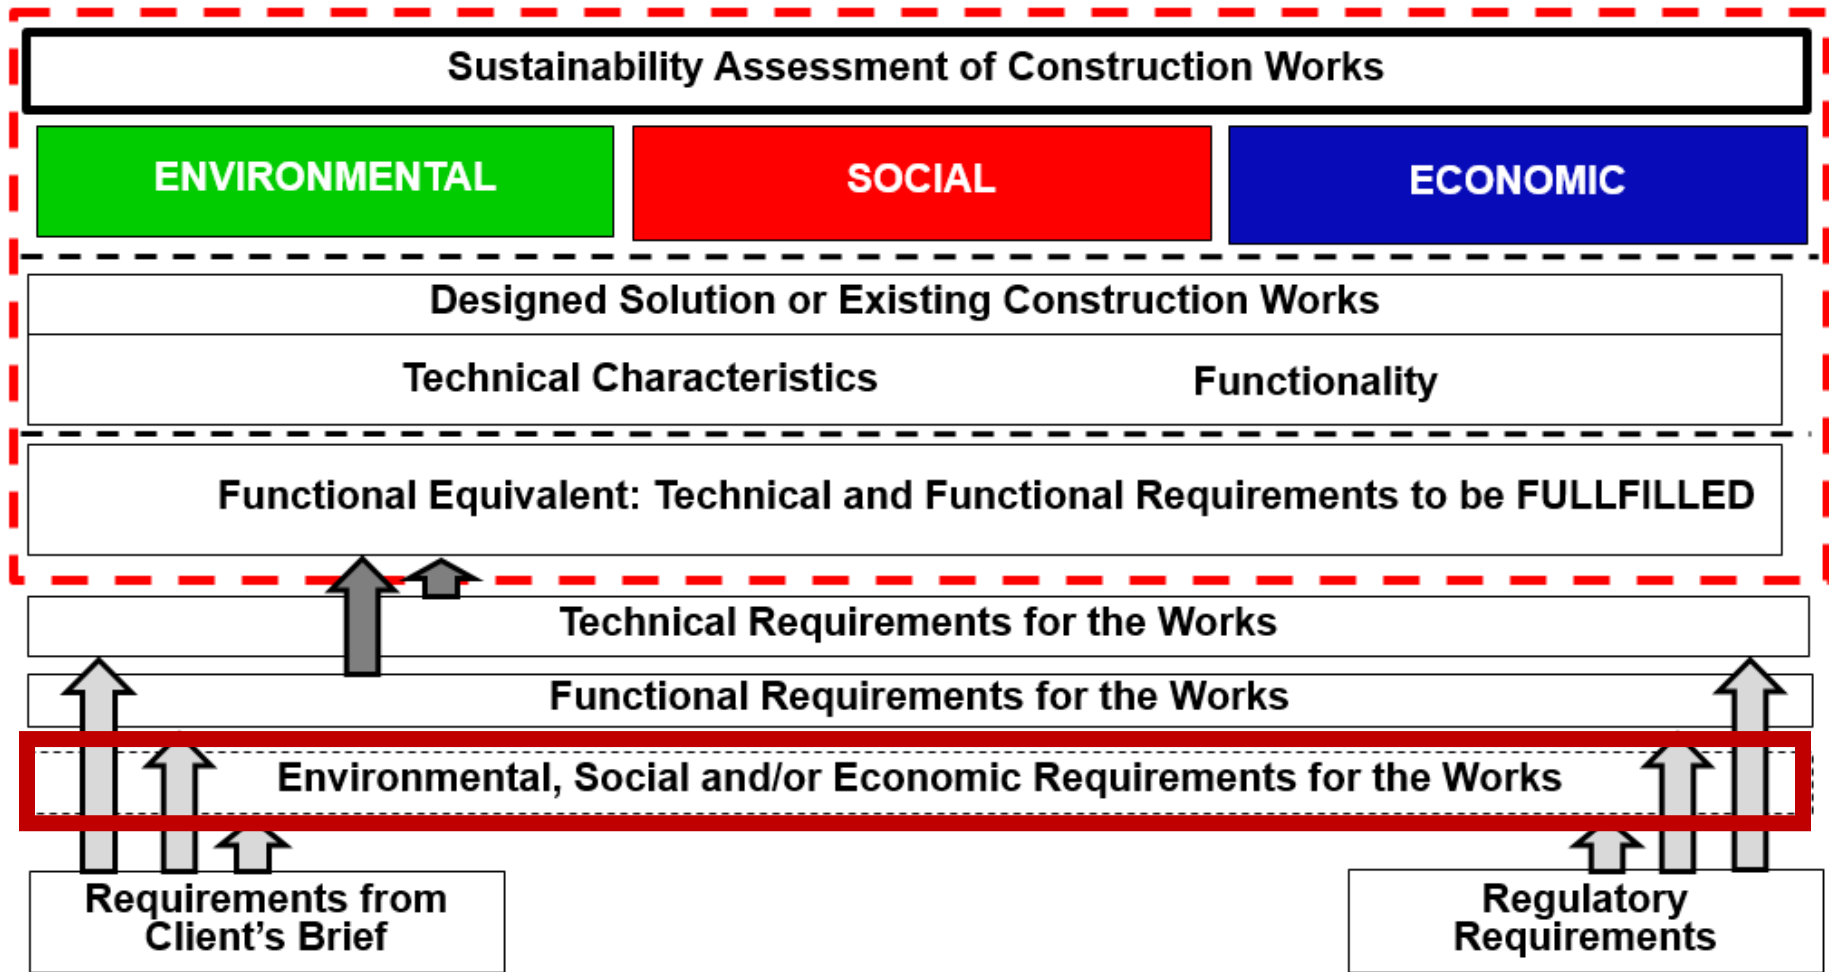 Sustainability Assessment of Construction Works
ENVIRONMENTAL
SOCIAL
ECONOMIC
Designed Solution or Existing Construction Works
Technical Characteristics
Functionality
Functional Equivalent: Technical and Functional Requirements to be FULLFILLED
Technical Requirements for the Works
Functional Requirements for the Works
Environmental, Social and/or Economic Requirements for the Works
Requirements from
Client's Brief
Regulatory
Requirements